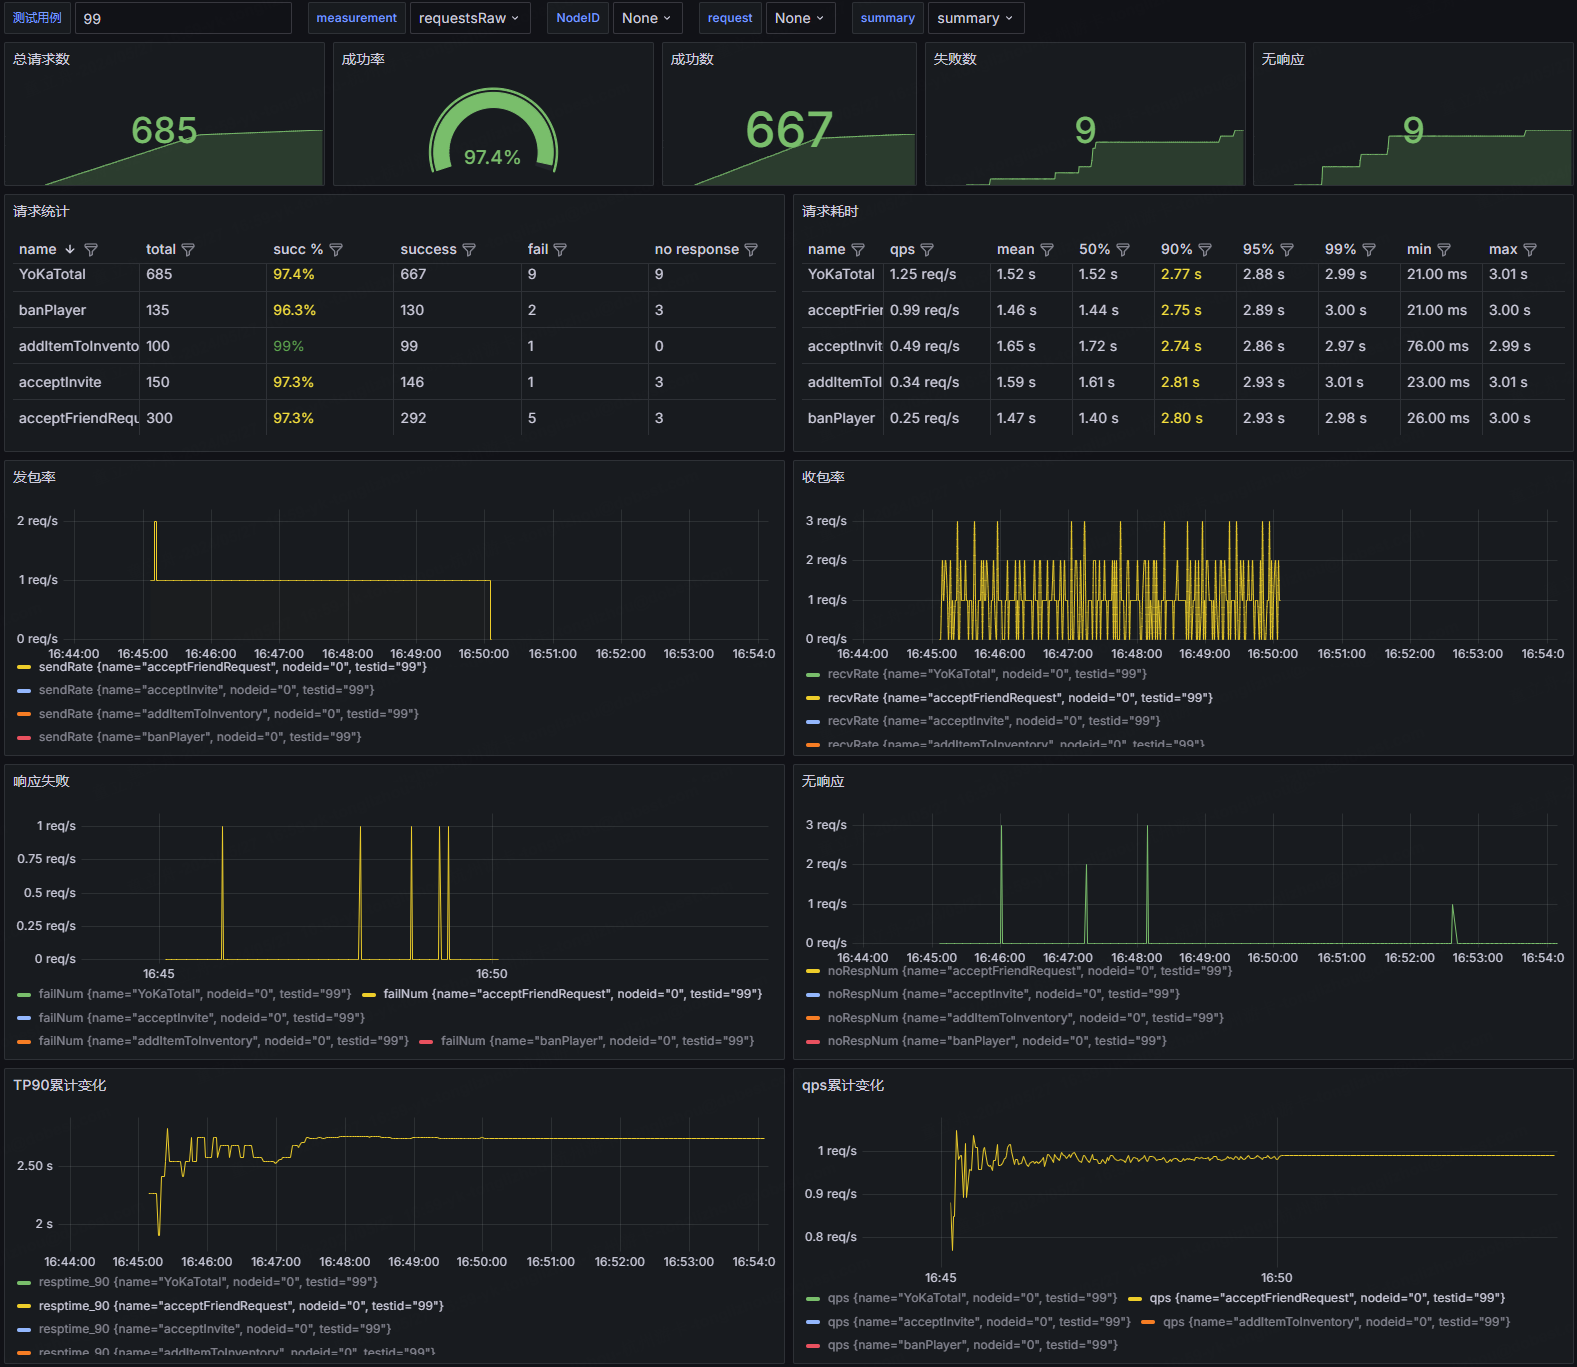 测试用例 99 measurement requestsRaw NodeID None request None summary summary
总请求数 成功率 成功数 失败数 无响应
685 97.4% 667 9 9
请求统计
name total succ % success fail no response
YoKaTotal 685 97.4% 667 9 9
banPlayer 135 96.3% 130 2 3
addItemToInvento 100 99% 99 1 0
acceptInvite 150 97.3% 146 1 3
acceptFriendRequ 300 97.3% 292 5 3
请求耗时
name qps mean 50% 90% 95% 99% min max
YoKaTotal 1.25 req/s 1.52 s 1.52 s 2.77 s 2.88 s 2.99 s 21.00 ms 3.01 s
acceptFrier 0.99 req/s 1.46 s 1.44 s 2.75 s 2.89 s 3.00 s 21.00 ms 3.00 s
acceptInvit 0.49 req/s 1.65 s 1.72 s 2.74 s 2.86 s 2.97 s 76.00 ms 2.99 s
addItemToI 0.34 req/s 1.59 s 1.61 s 2.81 s 2.93 s 3.01 s 23.00 ms 3.01 s
banPlayer 0.25 req/s 1.47 s 1.40 s 2.80 s 2.93 s 2.98 s 26.00 ms 3.00 s
发包率
2 req/s
1 req/s
0 req/s
16:44:00 16:45:00 16:46:00 16:47:00 16:48:00 16:49:00 16:50:00 16:51:00 16:52:00 16:53:00 16:54:0
sendRate {name="acceptFriendRequest", nodeid="0", testid="99"}
sendRate {name="acceptInvite", nodeid="0", testid="99"}
sendRate {name="addItemToInventory", nodeid="0", testid="99"}
sendRate {name="banPlayer", nodeid="0", testid="99"}
收包率
3 req/s
2 req/s
1 req/s
0 req/s
16:44:00 16:45:00 16:46:00 16:47:00 16:48:00 16:49:00 16:50:00 16:51:00 16:52:00 16:53:00 16:54:0
recvRate {name="YoKaTotal", nodeid="0", testid="99"}
recvRate {name="acceptFriendRequest", nodeid="0", testid="99"}
recvRate {name="acceptInvite", nodeid="0", testid="99"}
recvRate {name="addItemToInventory", nodeid="0", testid="99"}
响应失败
1 req/s
0.75 req/s
0.5 req/s
0.25 req/s
0 req/s
16:45 16:50
failNum {name="YoKaTotal", nodeid="0", testid="99"} failNum {name="acceptFriendRequest", nodeid="0", testid="99"}
failNum {name="acceptInvite", nodeid="0", testid="99"}
failNum {name="addItemToInventory", nodeid="0", testid="99"} failNum {name="banPlayer", nodeid="0", testid="99"}
无响应
3 req/s
2 req/s
1 req/s
0 req/s
16:44:00 16:45:00 16:46:00 16:47:00 16:48:00 16:49:00 16:50:00 16:51:00 16:52:00 16:53:00 16:54:0
noRespNum {name="acceptFriendRequest", nodeid="0", testid="99"}
noRespNum {name="acceptInvite", nodeid="0", testid="99"}
noRespNum {name="addItemToInventory", nodeid="0", testid="99"}
noRespNum {name="banPlayer", nodeid="0", testid="99"}
TP90累计变化
2.50 s
2 s
16:44:00 16:45:00 16:46:00 16:47:00 16:48:00 16:49:00 16:50:00 16:51:00 16:52:00 16:53:00 16:54:0
resptime_90 {name="YoKaTotal", nodeid="0", testid="99"}
resptime_90 {name="acceptFriendRequest", nodeid="0", testid="99"}
resptime_90 {name="acceptInvite", nodeid="0", testid="99"}
resptime_90 {name="addItemToInventory", nodeid="0", testid="99"}
qps累计变化
1 req/s
0.9 req/s
0.8 req/s
16:45 16:50
qps {name="YoKaTotal", nodeid="0", testid="99"} qps {name="acceptFriendRequest", nodeid="0", testid="99"}
qps {name="acceptInvite", nodeid="0", testid="99"} qps {name="addItemToInventory", nodeid="0", testid="99"}
qps {name="banPlayer", nodeid="0", testid="99"}